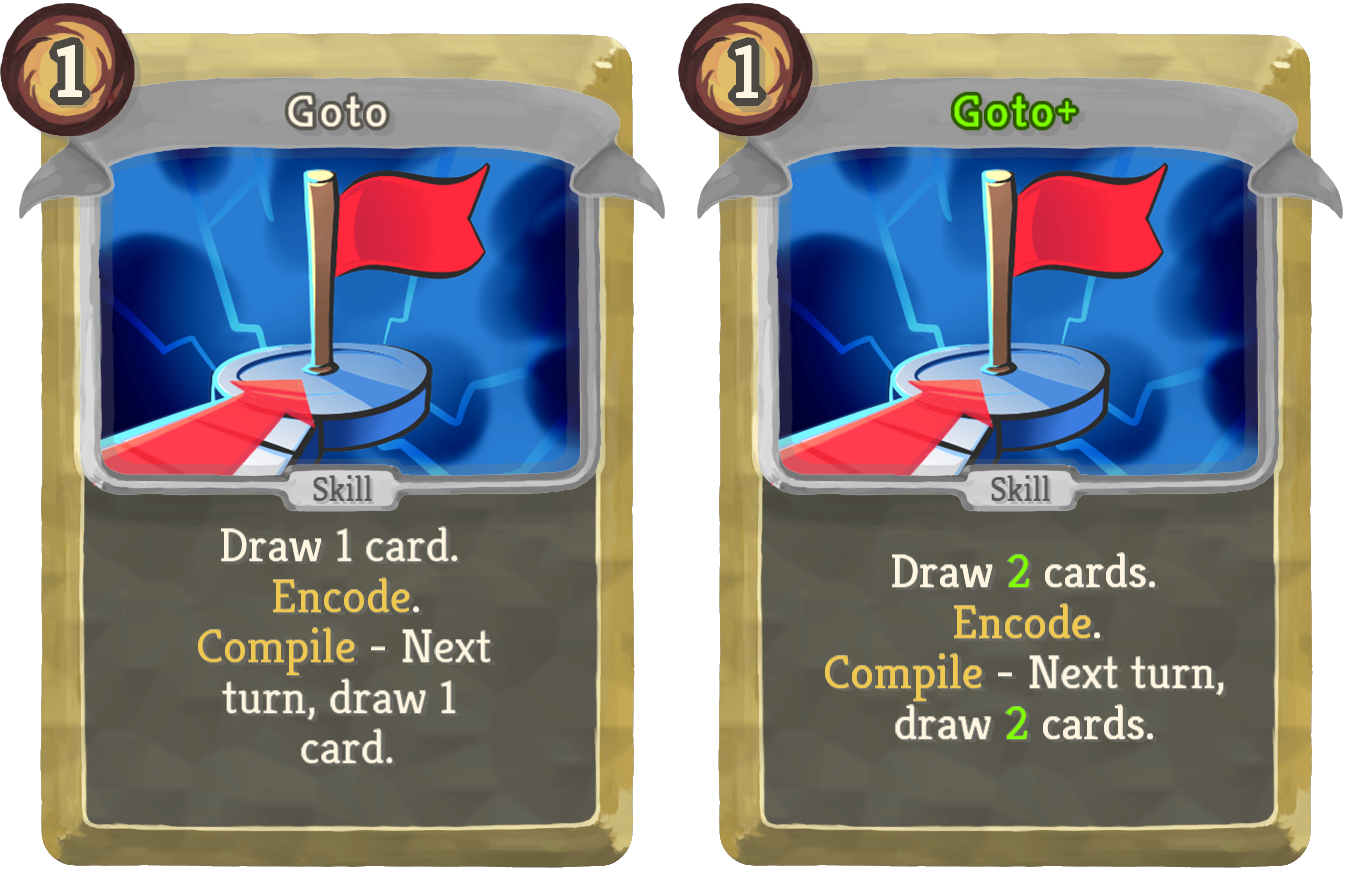 1
Goto
Skill
Draw 1 card.
Encode.
Compile - Next
turn, draw 1
card.
1
Goto+
Skill
Draw 2 cards.
Encode.
Compile - Next turn,
draw 2 cards.